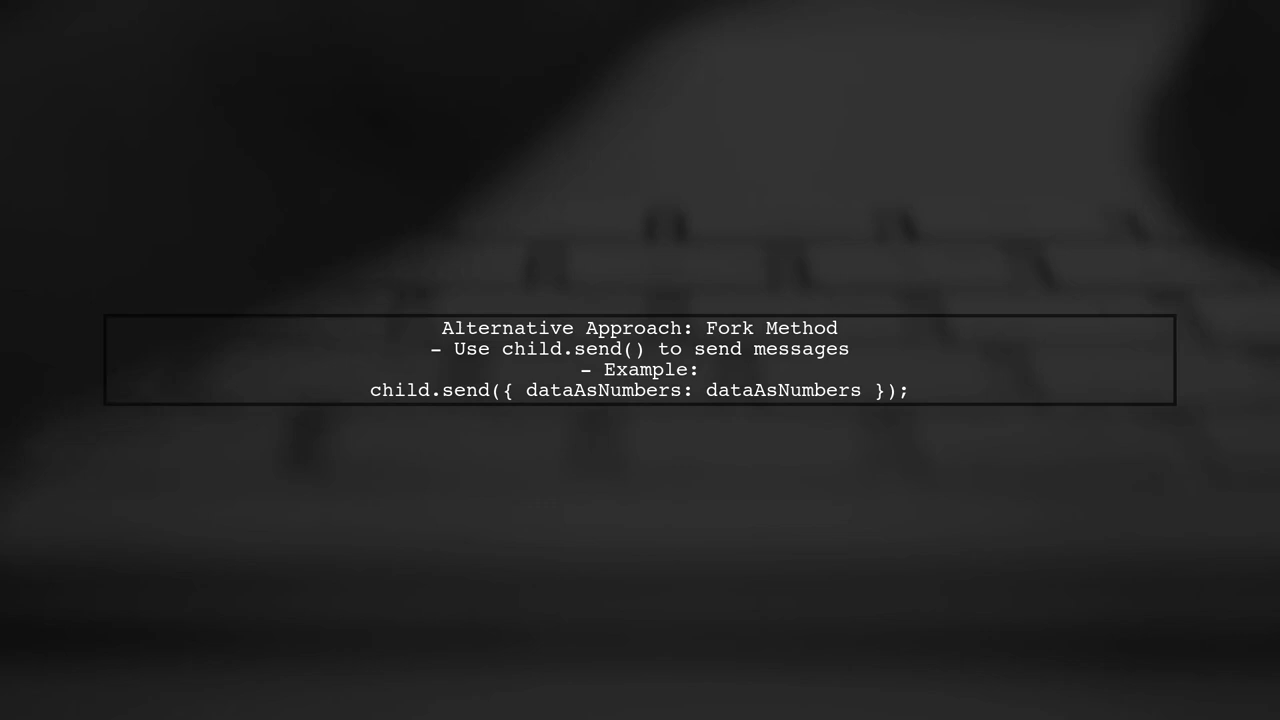 Alternative Approach: Fork Method
– Use child.send() to send messages
– Example:
child.send({ dataAsNumbers: dataAsNumbers });